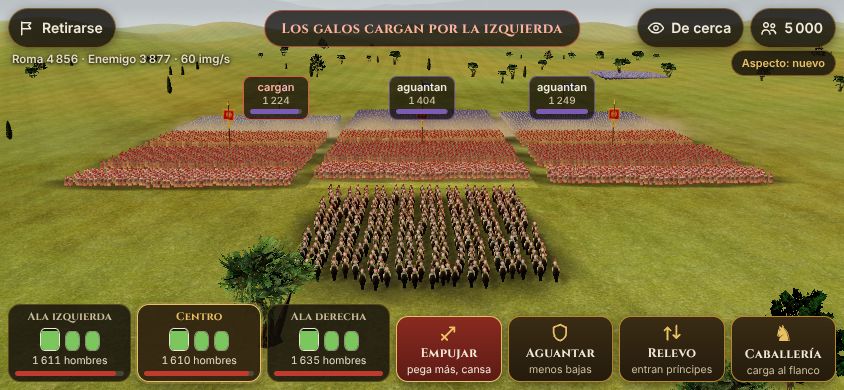 Retirarse
LOS GALOS CARGAN POR LA IZQUIERDA
De cerca
5 000
Roma 4 856 · Enemigo 3 877 · 60 img/s
Aspecto: nuevo
cargan
1 224
aguantan
1 404
aguantan
1 249
ALA IZQUIERDA
1 611 hombres
CENTRO
1 610 hombres
ALA DERECHA
1 635 hombres
EMPUJAR
pega más, cansa
AGUANTAR
menos bajas
RELEVO
entran príncipes
CABALLERÍA
carga al flanco